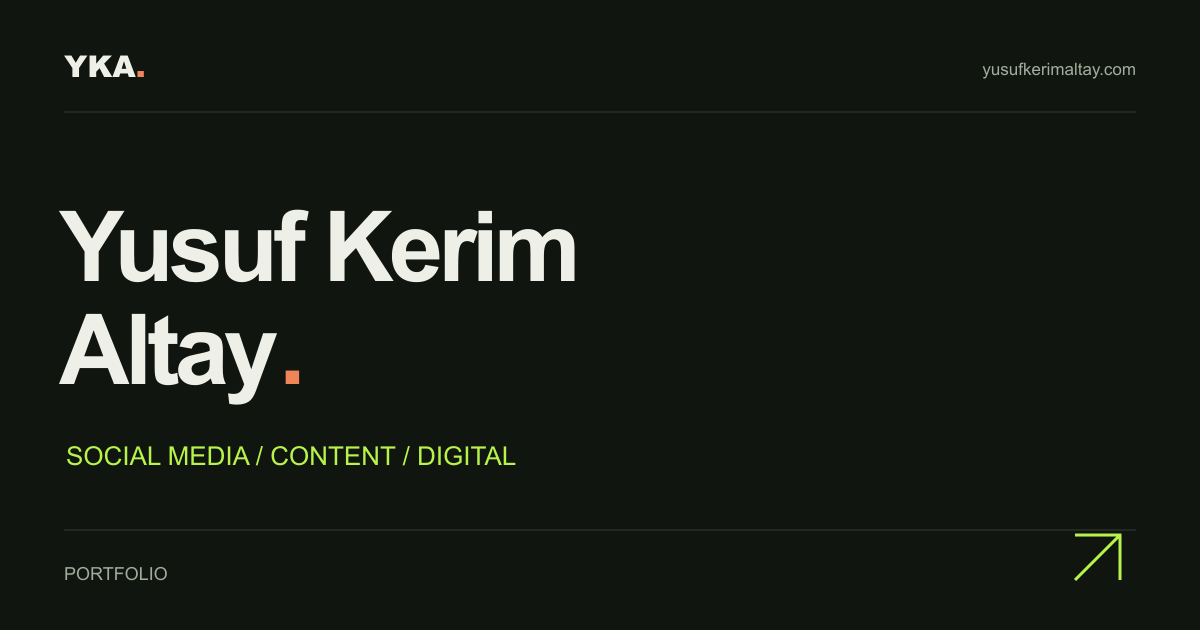 YKA.
yusufkerimaltay.com
Yusuf Kerim
Altay.
SOCIAL MEDIA / CONTENT / DIGITAL
PORTFOLIO